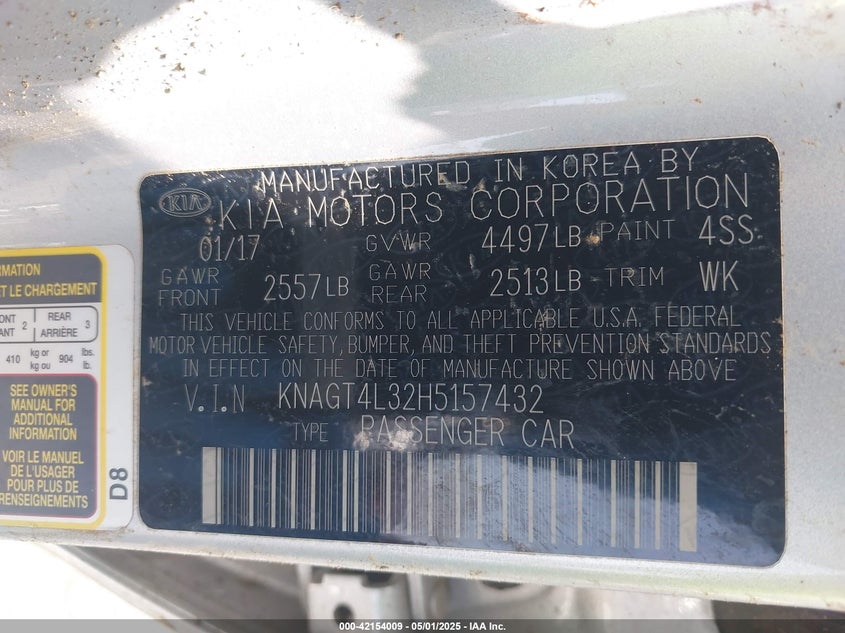 MANUFACTURED IN KOREA BY
KIA
KIA MOTORS CORPORATION
01/17 GVWR 4497LB PAINT 4SS
GAWR FRONT 2557LB GAWR REAR 2513LB TRIM WK
THIS VEHICLE CONFORMS TO ALL APPLICABLE U.S.A. FEDERAL
MOTOR VEHICLE SAFETY, BUMPER, AND THEFT PREVENTION STANDARDS
IN EFFECT ON THE DATE OF MANUFACTURE SHOWN ABOVE
V.I.N KNAGT4L32H5157432
TYPE PASSENGER CAR
ET LE CHARGEMENT
2 REAR 3
ARRIÈRE
410 kg or 904 lbs.
kg ou lb.
SEE OWNER'S
MANUAL FOR
ADDITIONAL
INFORMATION
VOIR LE MANUEL
DE L'USAGER
POUR PLUS DE
RENSEIGNEMENTS
D8
000-42154009 - 05/01/2025 - IAA Inc.